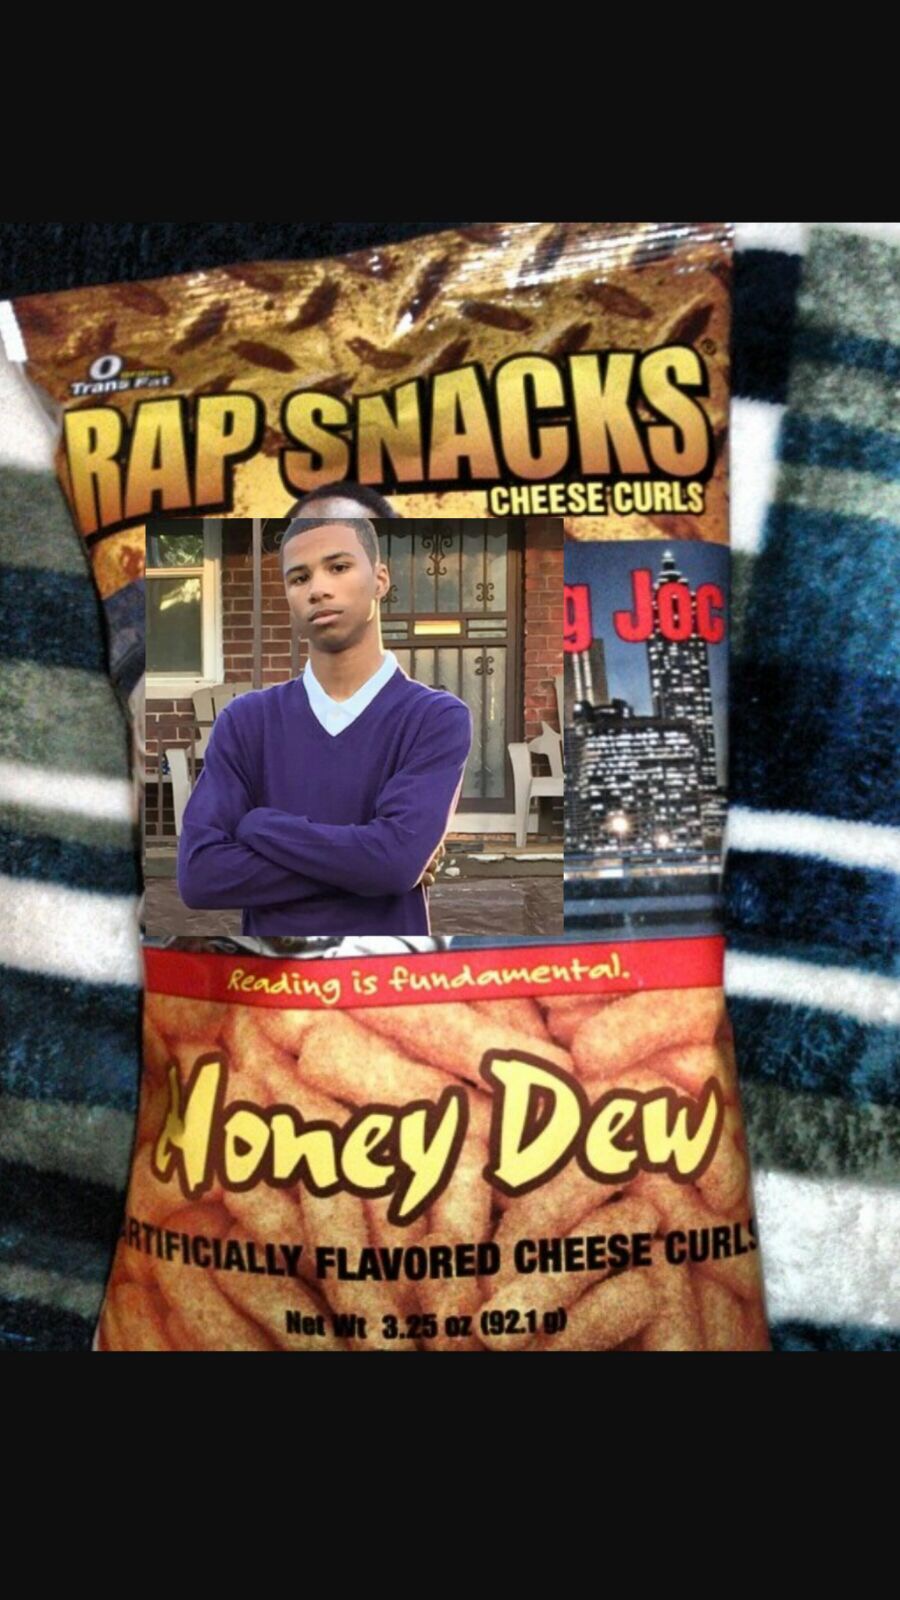 0 grams
Trans Fat
RAP SNACKS®
CHEESE CURLS
g Joc
Reading is fundamental.
Honey Dew
ARTIFICIALLY FLAVORED CHEESE CURLS
Net Wt 3.25 oz (92.1 g)